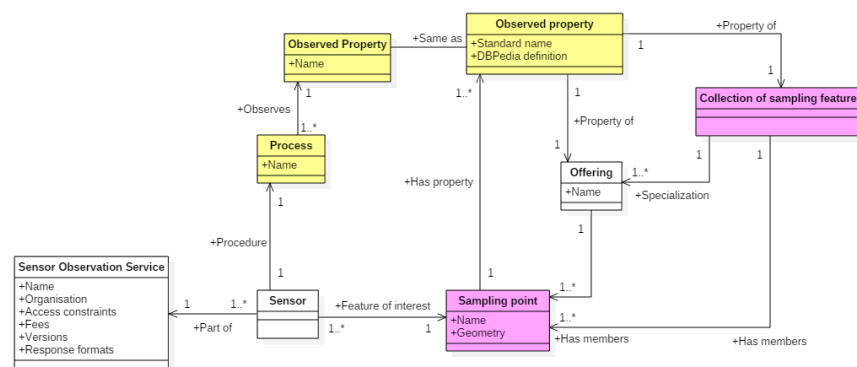 Observed property
+Standard name
+DBPedia definition
+Property of
1
1
Observed Property
+Name
+Same as
Collection of sampling feature
1
+Observes
1..*
Process
+Name
1..*
1
+Property of
1
1..*
+Specialization
1
1
Offering
+Name
+Has property
1
+Procedure
1
1
1
Sensor Observation Service
+Name
+Organisation
+Access constraints
+Fees
+Versions
+Response formats
1
1..*
+Part of
Sensor
+Feature of interest
1..*
1
Sampling point
+Name
+Geometry
1..*
1..*
+Has members
+Has members